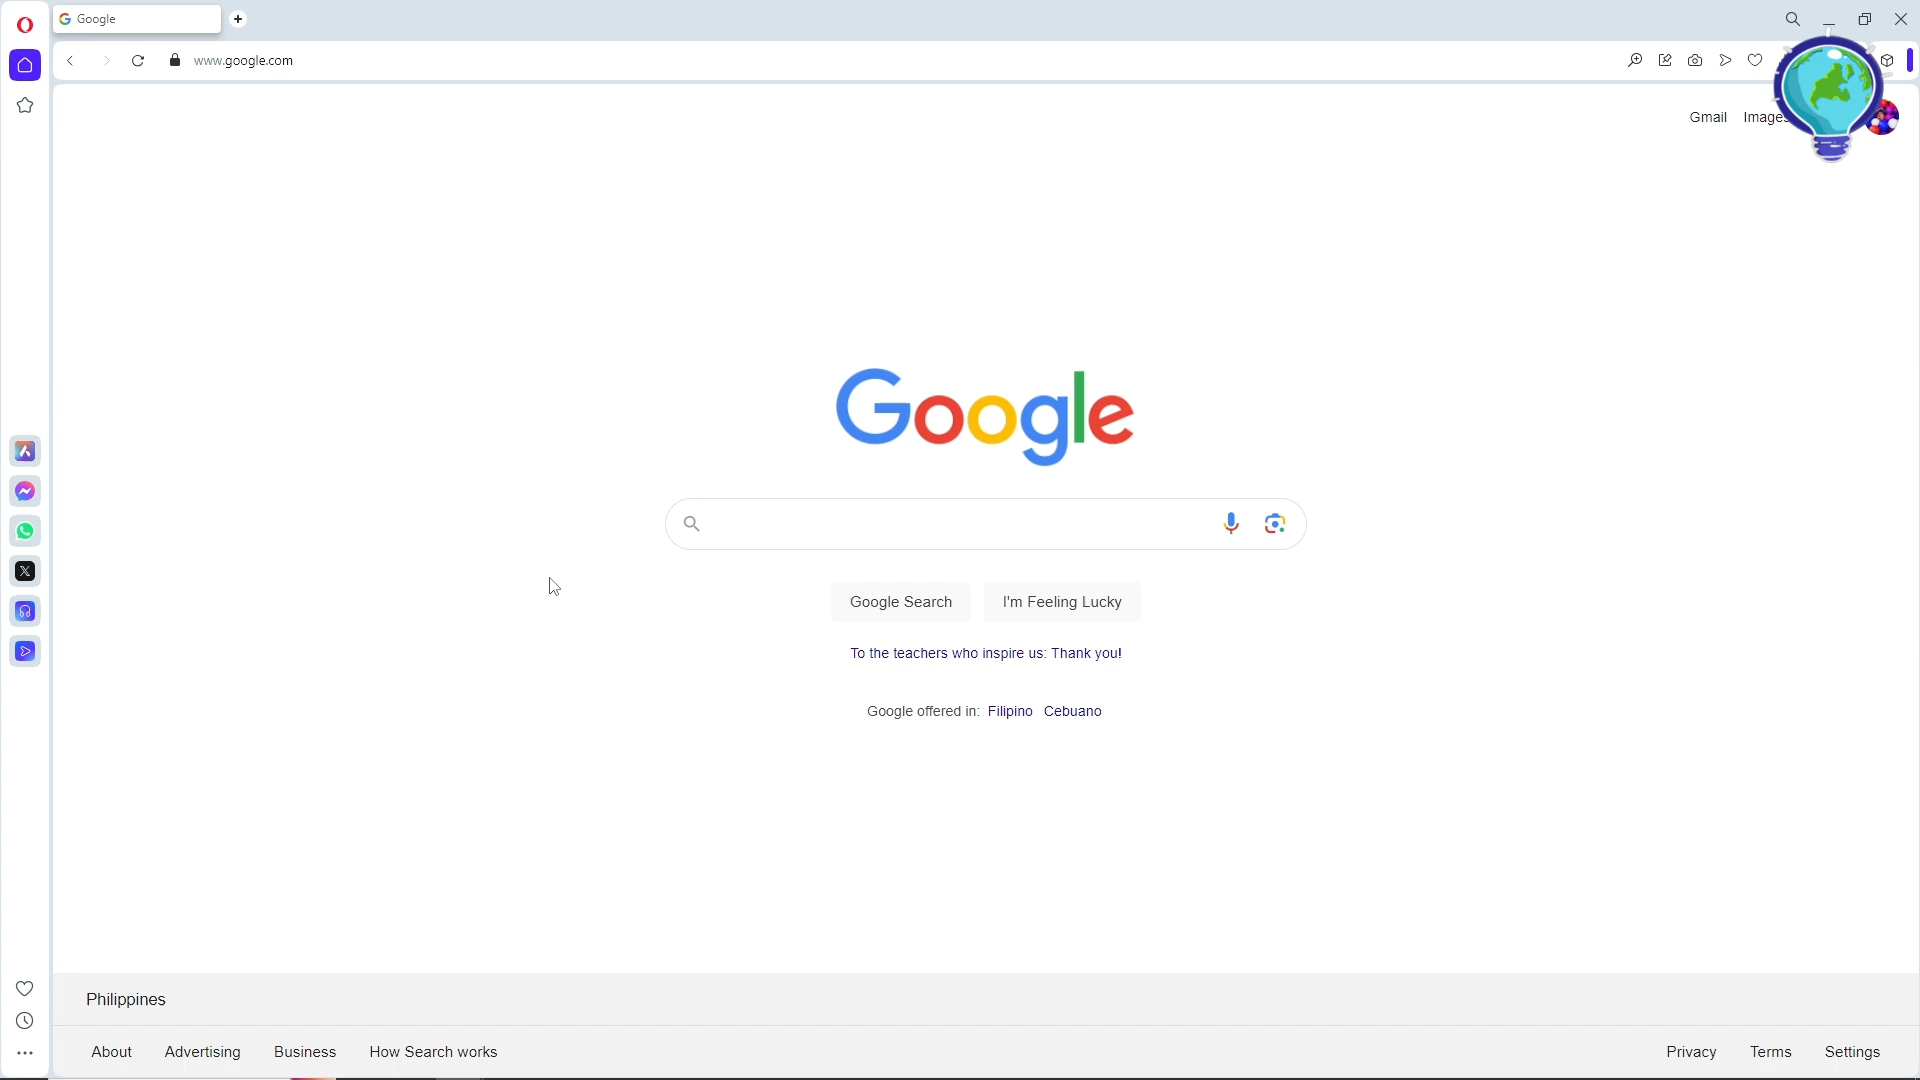 Google
www.google.com
Gmail Images
Google
Google Search I'm Feeling Lucky
To the teachers who inspire us: Thank you!
Google offered in: Filipino Cebuano
Philippines
About Advertising Business How Search works Privacy Terms Settings